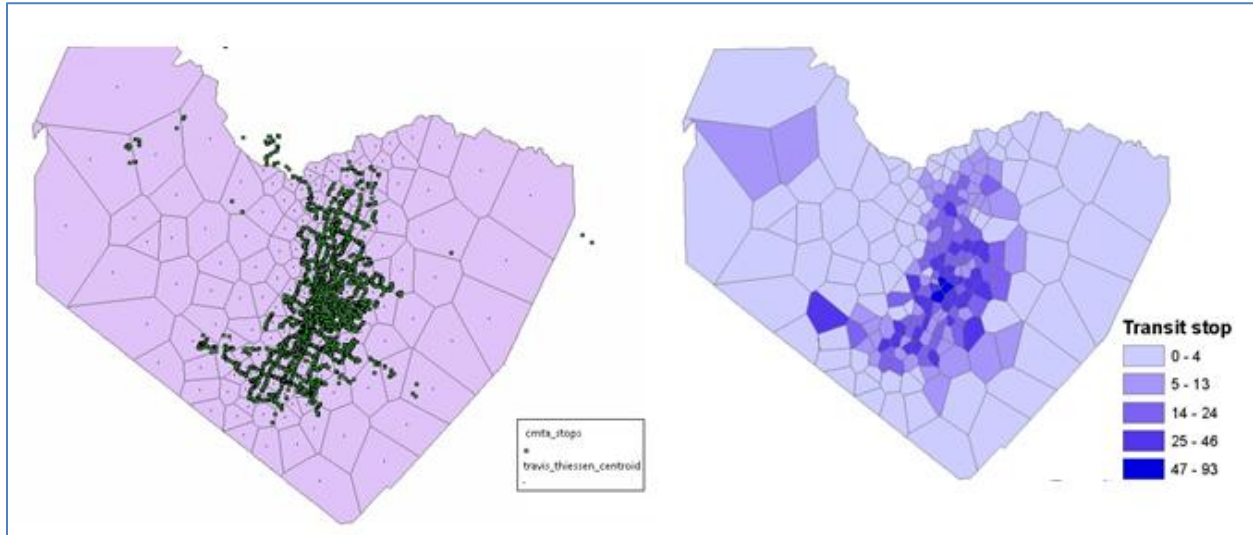 cmta_stops
travis_thiessen_centroid
Transit stop
0 - 4
5 - 13
14 - 24
25 - 46
47 - 93